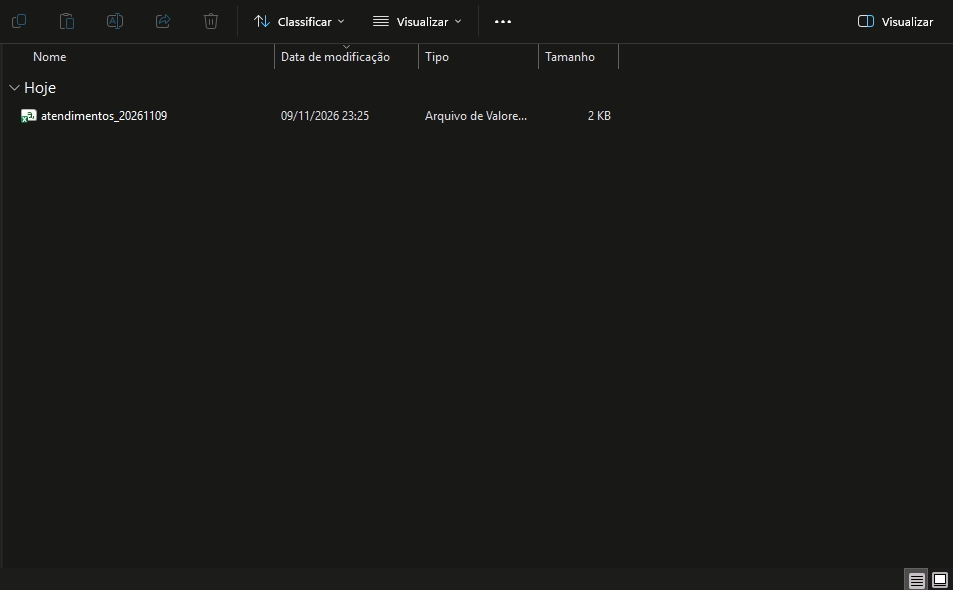 Classificar Visualizar ••• Visualizar
Nome Data de modificação Tipo Tamanho
Hoje
atendimentos_20261109 09/11/2026 23:25 Arquivo de Valore... 2 KB